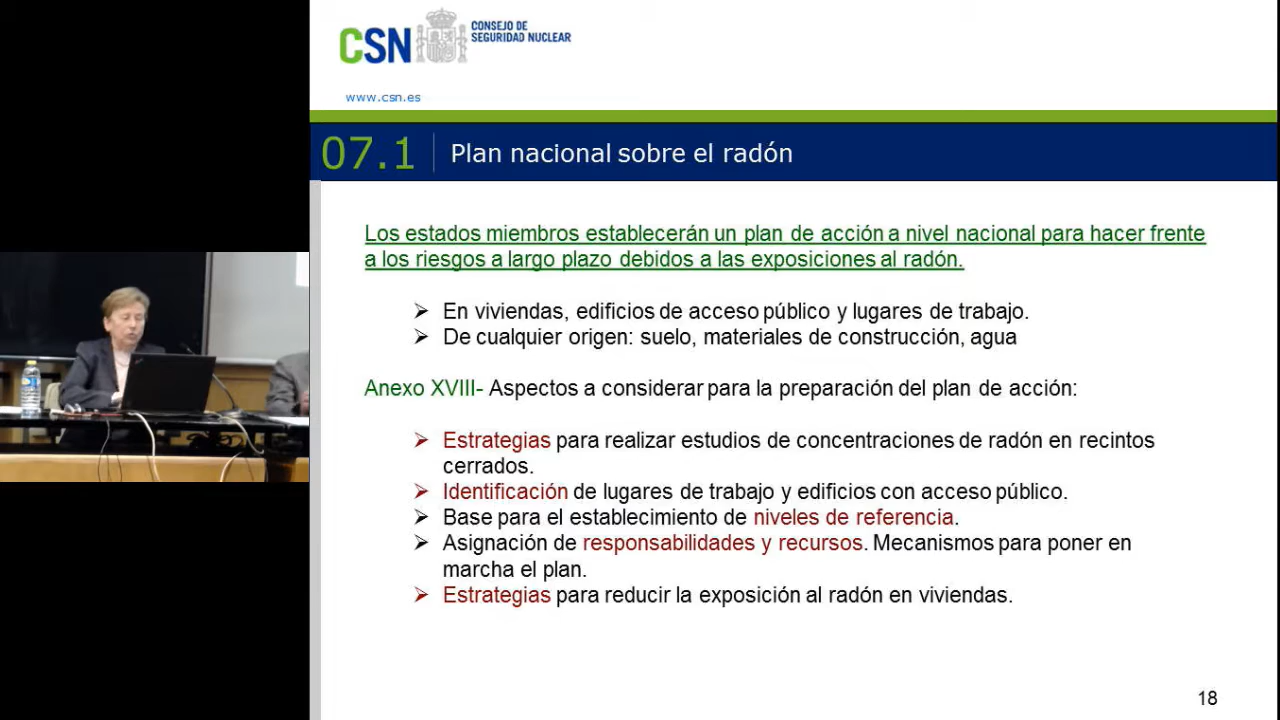 CSN
CONSEJO DE
SEGURIDAD NUCLEAR
www.csn.es
07.1
Plan nacional sobre el radón
Los estados miembros establecerán un plan de acción a nivel nacional para hacer frente
a los riesgos a largo plazo debidos a las exposiciones al radón.
En viviendas, edificios de acceso público y lugares de trabajo.
De cualquier origen: suelo, materiales de construcción, agua
Anexo XVIII- Aspectos a considerar para la preparación del plan de acción:
Estrategias para realizar estudios de concentraciones de radón en recintos
cerrados.
Identificación de lugares de trabajo y edificios con acceso público.
Base para el establecimiento de niveles de referencia.
Asignación de responsabilidades y recursos. Mecanismos para poner en
marcha el plan.
Estrategias para reducir la exposición al radón en viviendas.
18